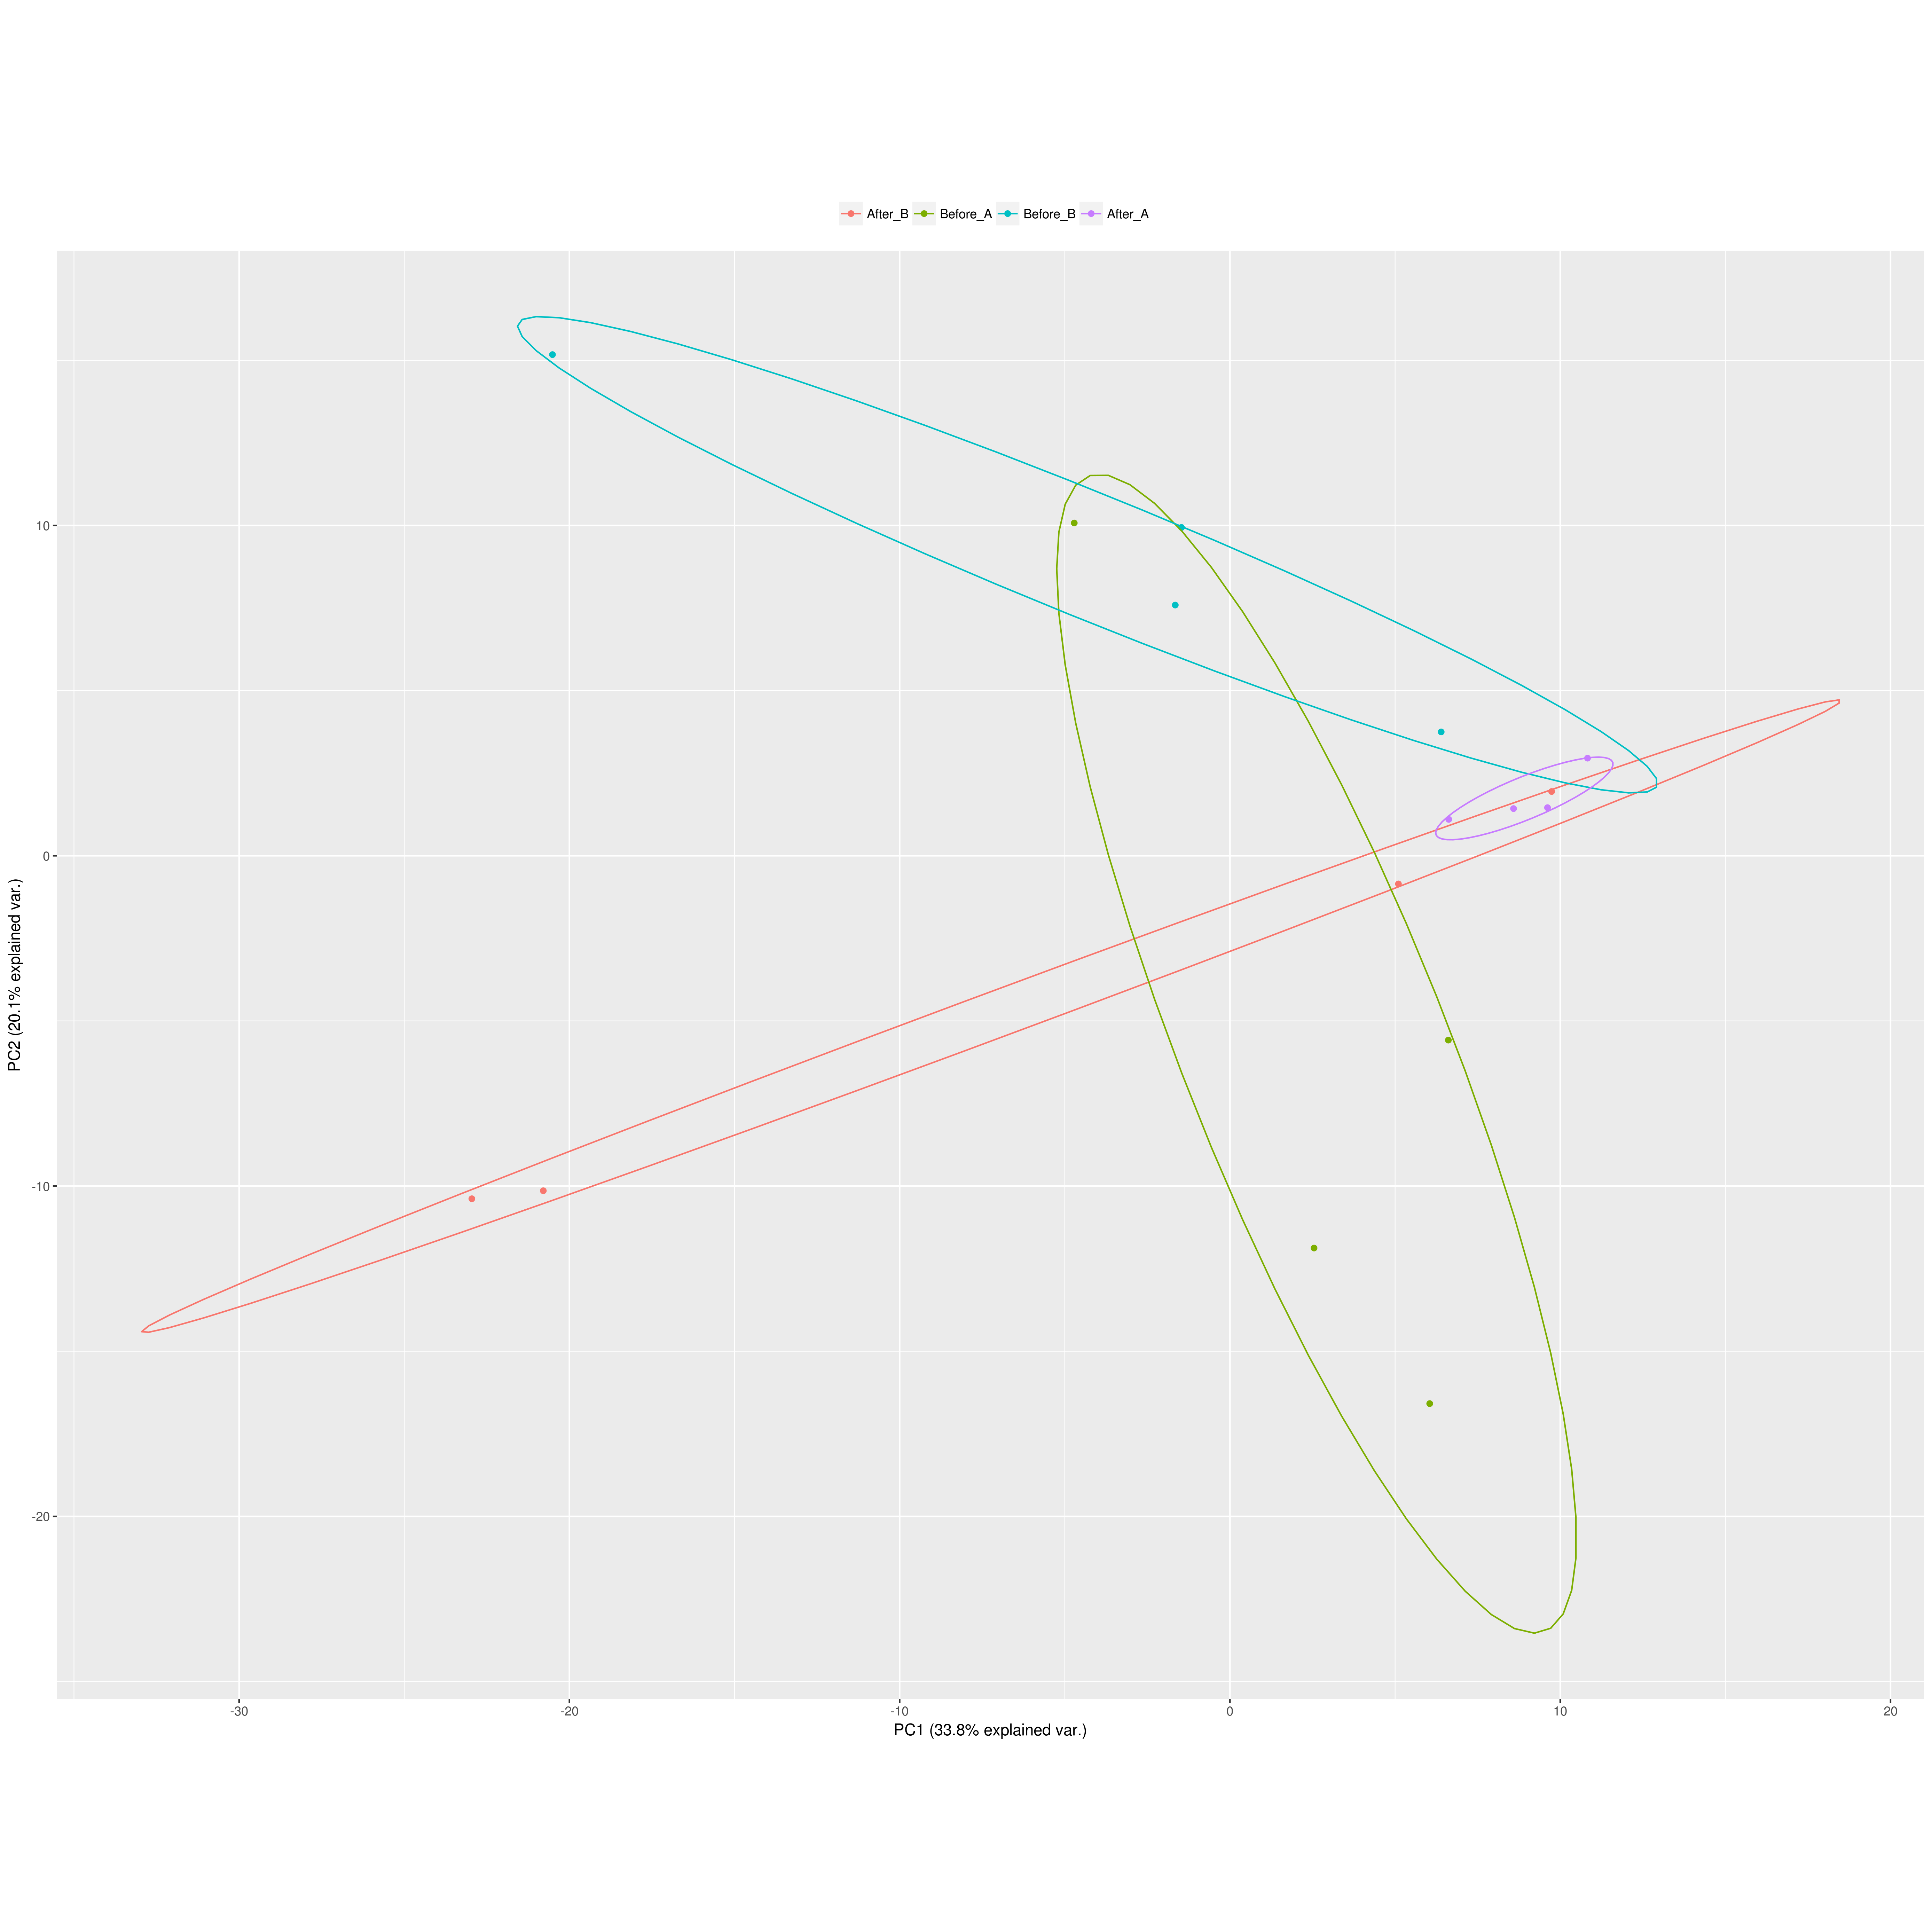 After_B Before_A Before_B After_A
10
0
-10
-20
PC2 (20.1% explained var.)
-30 -20 -10 0 10 20
PC1 (33.8% explained var.)